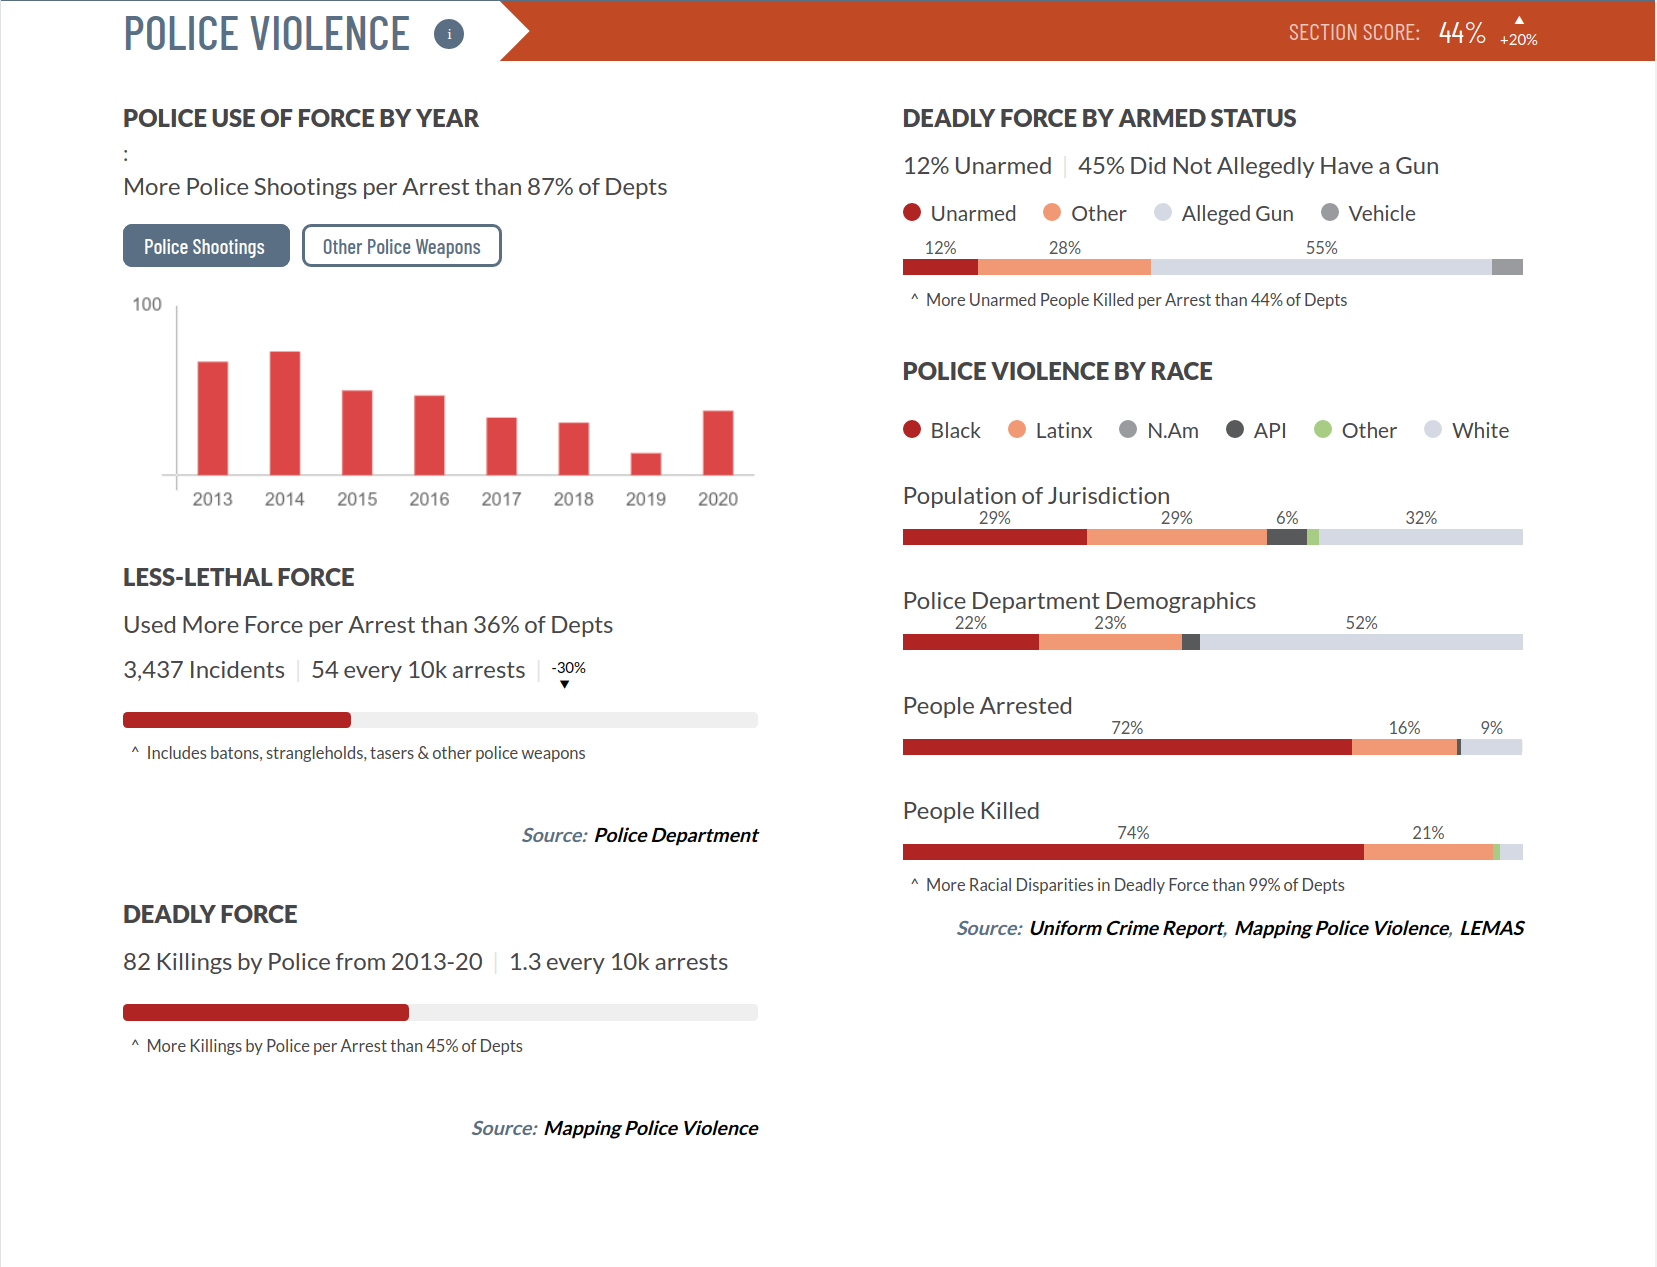 POLICE VIOLENCE i
SECTION SCORE: 44% ▲ +20%
POLICE USE OF FORCE BY YEAR
:
More Police Shootings per Arrest than 87% of Depts
Police Shootings
Other Police Weapons
100
2013 2014 2015 2016 2017 2018 2019 2020
LESS-LETHAL FORCE
Used More Force per Arrest than 36% of Depts
3,437 Incidents | 54 every 10k arrests | -30% ▼
^ Includes batons, strangleholds, tasers & other police weapons
Source: Police Department
DEADLY FORCE
82 Killings by Police from 2013-20 | 1.3 every 10k arrests
^ More Killings by Police per Arrest than 45% of Depts
Source: Mapping Police Violence
DEADLY FORCE BY ARMED STATUS
12% Unarmed | 45% Did Not Allegedly Have a Gun
Unarmed Other Alleged Gun Vehicle
12% 28% 55%
^ More Unarmed People Killed per Arrest than 44% of Depts
POLICE VIOLENCE BY RACE
Black Latinx N.Am API Other White
Population of Jurisdiction
29% 29% 6% 32%
Police Department Demographics
22% 23% 52%
People Arrested
72% 16% 9%
People Killed
74% 21%
^ More Racial Disparities in Deadly Force than 99% of Depts
Source: Uniform Crime Report, Mapping Police Violence, LEMAS